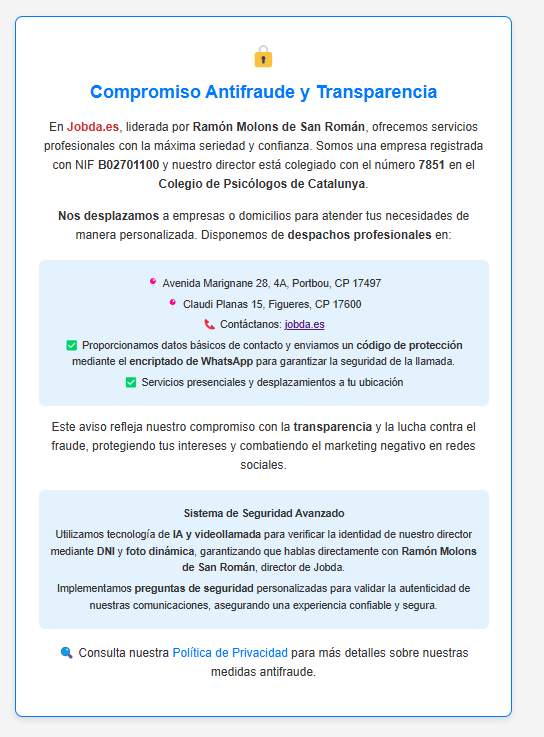 Compromiso Antifraude y Transparencia
En Jobda.es, liderada por Ramón Molons de San Román, ofrecemos servicios
profesionales con la máxima seriedad y confianza. Somos una empresa registrada
con NIF B02701100 y nuestro director está colegiado con el número 7851 en el
Colegio de Psicólogos de Catalunya.
Nos desplazamos a empresas o domicilios para atender tus necesidades de
manera personalizada. Disponemos de despachos profesionales en:
Avenida Marignane 28, 4A, Portbou, CP 17497
Claudi Planas 15, Figueres, CP 17600
Contáctanos: jobda.es
Proporcionamos datos básicos de contacto y enviamos un código de protección
mediante el encriptado de WhatsApp para garantizar la seguridad de la llamada.
Servicios presenciales y desplazamientos a tu ubicación
Este aviso refleja nuestro compromiso con la transparencia y la lucha contra el
fraude, protegiendo tus intereses y combatiendo el marketing negativo en redes
sociales.
Sistema de Seguridad Avanzado
Utilizamos tecnología de IA y videollamada para verificar la identidad de nuestro director
mediante DNI y foto dinámica, garantizando que hablas directamente con Ramón Molons
de San Román, director de Jobda.
Implementamos preguntas de seguridad personalizadas para validar la autenticidad de
nuestras comunicaciones, asegurando una experiencia confiable y segura.
Consulta nuestra Política de Privacidad para más detalles sobre nuestras
medidas antifraude.